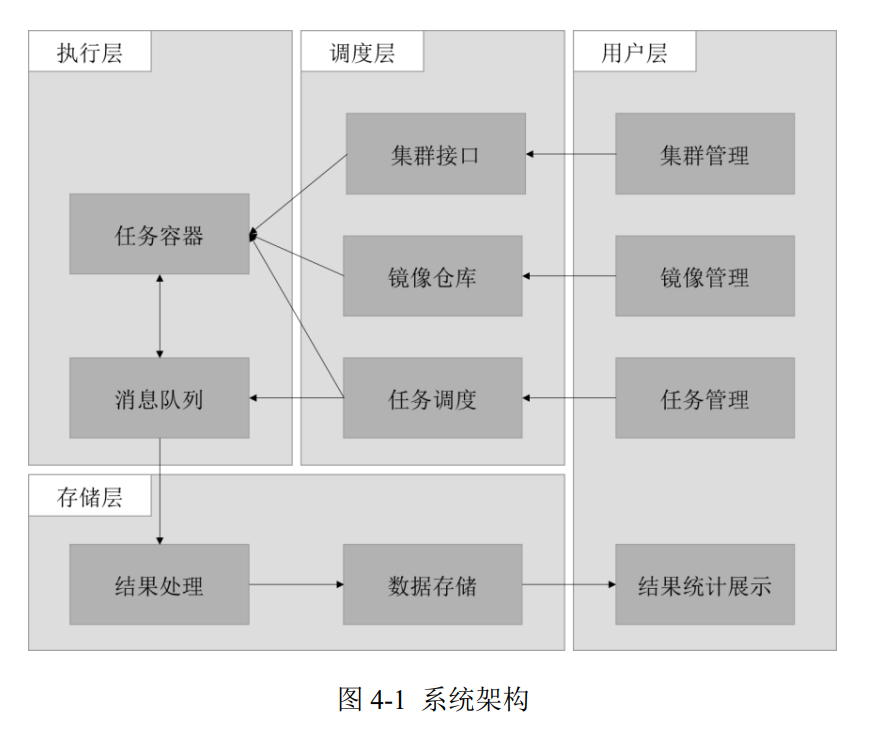 执行层
调度层
用户层
集群接口
集群管理
任务容器
镜像仓库
镜像管理
消息队列
任务调度
任务管理
存储层
结果处理
数据存储
结果统计展示
图 4-1 系统架构